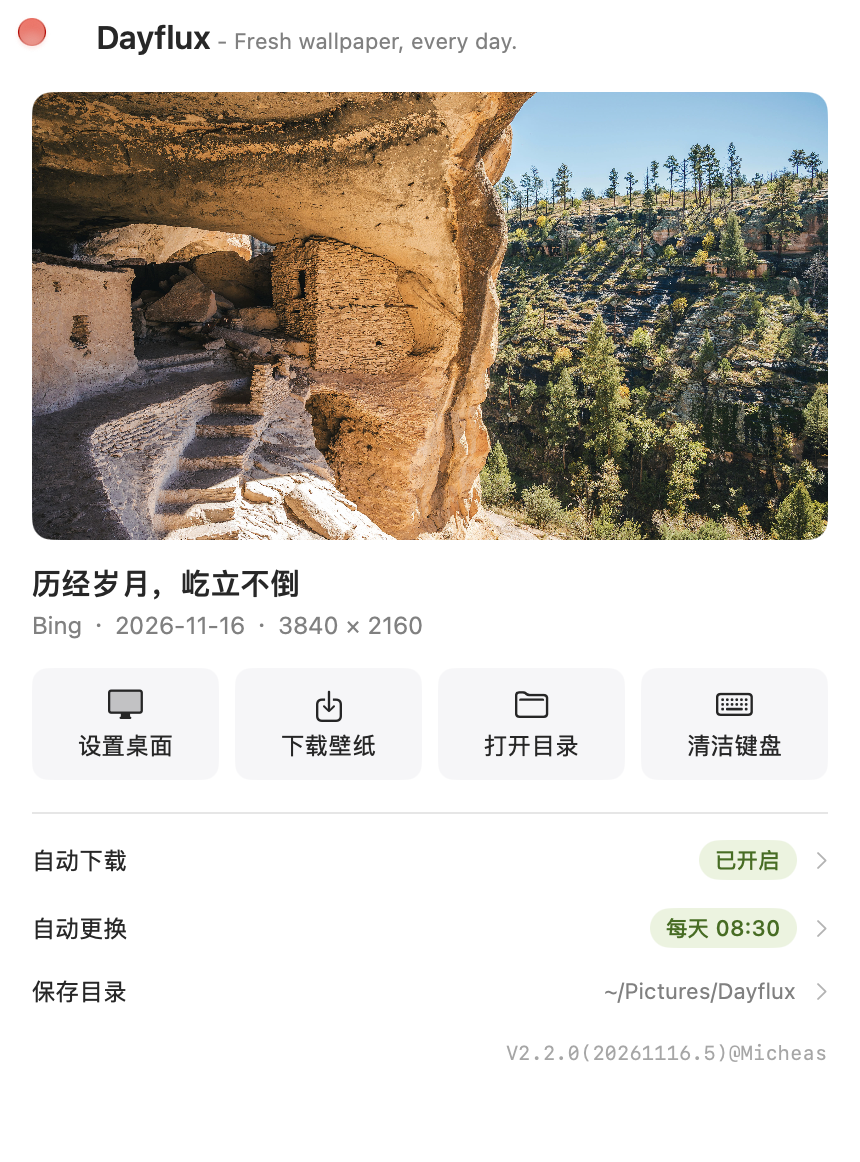 Dayflux - Fresh wallpaper, every day.
历经岁月，屹立不倒
Bing · 2026-11-16 · 3840 × 2160
设置桌面 下载壁纸 打开目录 清洁键盘
自动下载 已开启
自动更换 每天 08:30
保存目录 ~/Pictures/Dayflux
V2.2.0(20261116.5)@Micheas